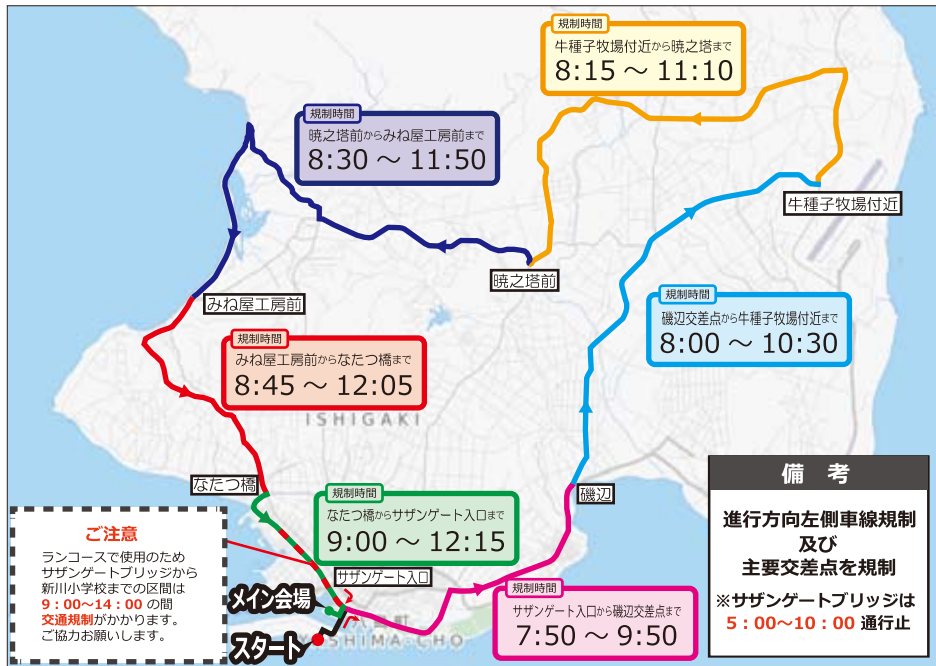 規制時間
牛種子牧場付近から暁之塔まで
8:15 ～ 11:10
規制時間
暁之塔前からみね屋工房前まで
8:30 ～ 11:50
牛種子牧場付近
暁之塔前
みね屋工房前
規制時間
磯辺交差点から牛種子牧場付近まで
8:00 ～ 10:30
規制時間
みね屋工房前からなたつ橋まで
8:45 ～ 12:05
ISHIGAKI
なたつ橋
磯辺
規制時間
なたつ橋からサザンゲート入口まで
9:00 ～ 12:15
サザンゲート入口
ご注意
ランコースで使用のため
サザンゲートブリッジから
新川小学校までの区間は
9：00～14：00 の間
交通規制がかかります。
ご協力お願いします。
メイン会場
スタート
YOSHIMA-CHO
規制時間
サザンゲート入口から磯辺交差点まで
7:50 ～ 9:50
備 考
進行方向左側車線規制
及び
主要交差点を規制
※サザンゲートブリッジは
5：00～10：00 通行止